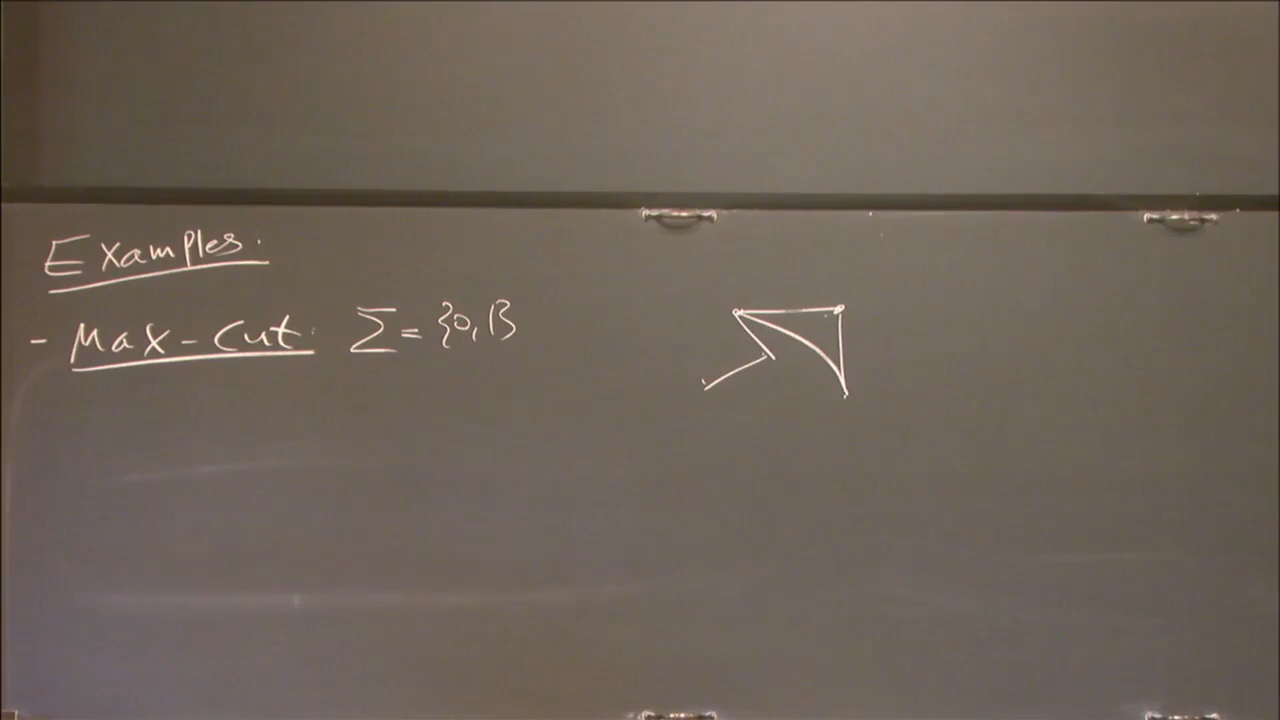 Examples.
- Max-Cut. Σ = {0,1}